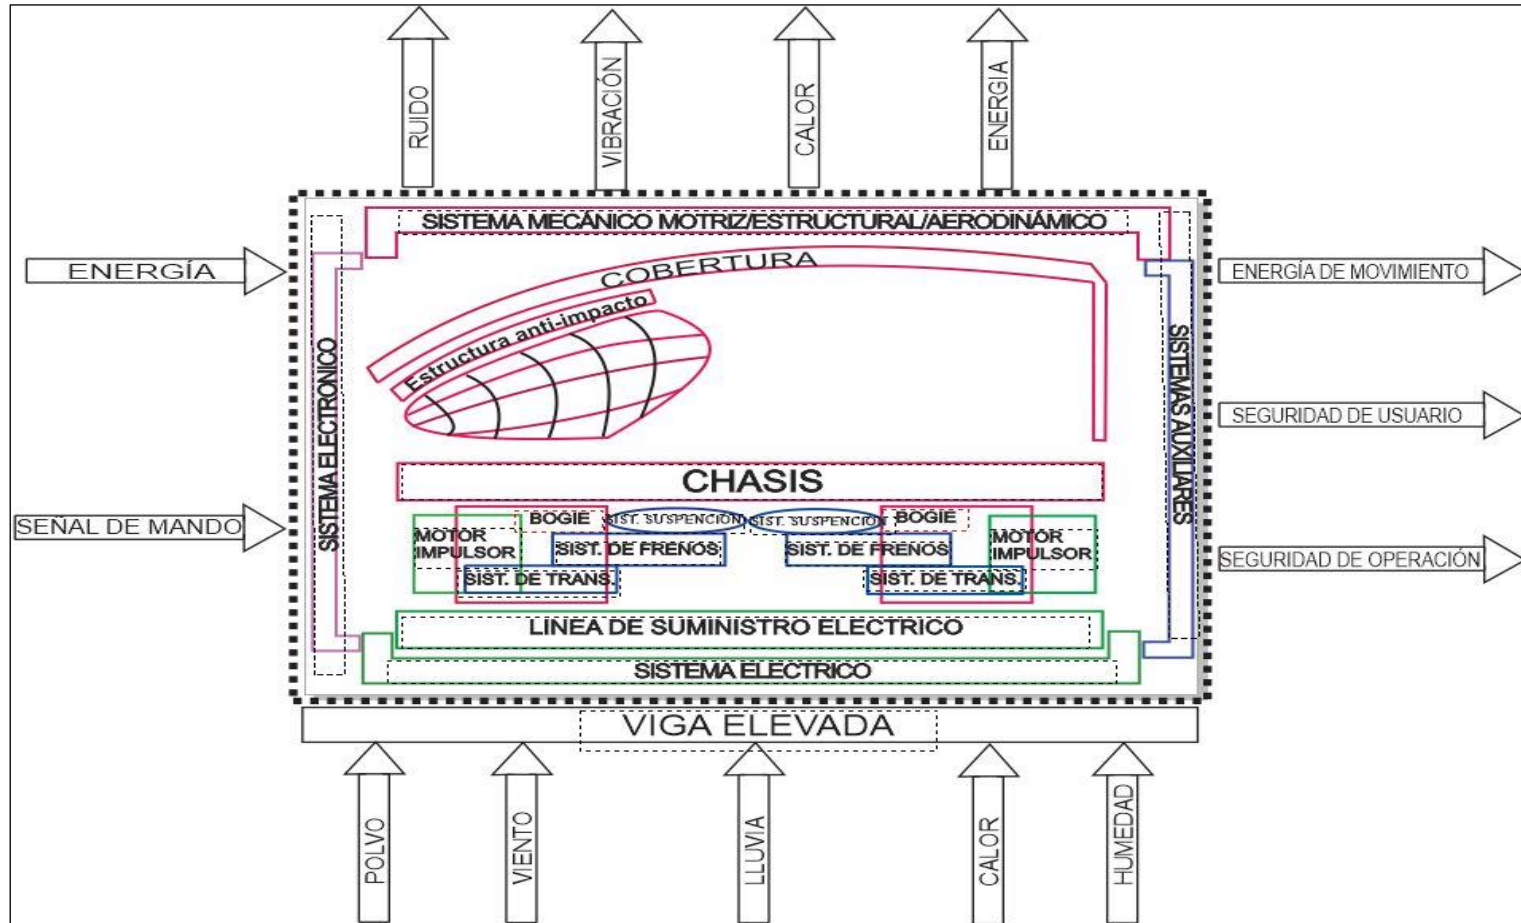 RUIDO
VIBRACIÓN
CALOR
ENERGIA
SISTEMA MECÁNICO MOTRIZ/ESTRUCTURAL/AERODINÁMICO
ENERGÍA
COBERTURA
ENERGÍA DE MOVIMIENTO
Estructura anti-impacto
SISTEMA ELECTRONICO
SISTEMAS AUXILIARES
SEGURIDAD DE USUARIO
CHASIS
SEÑAL DE MANDO
BOGIE
SIST. SUSPENCIÓN
SIST. SUSPENCIÓN
BOGIE
MOTOR
IMPULSOR
SIST. DE FRENOS
SIST. DE FRENOS
MOTOR
IMPULSOR
SEGURIDAD DE OPERACIÓN
SIST. DE TRANS.
SIST. DE TRANS.
LINEA DE SUMINISTRO ELECTRICO
SISTEMA ELECTRICO
VIGA ELEVADA
POLVO
VIENTO
LLUVIA
CALOR
HUMEDAD